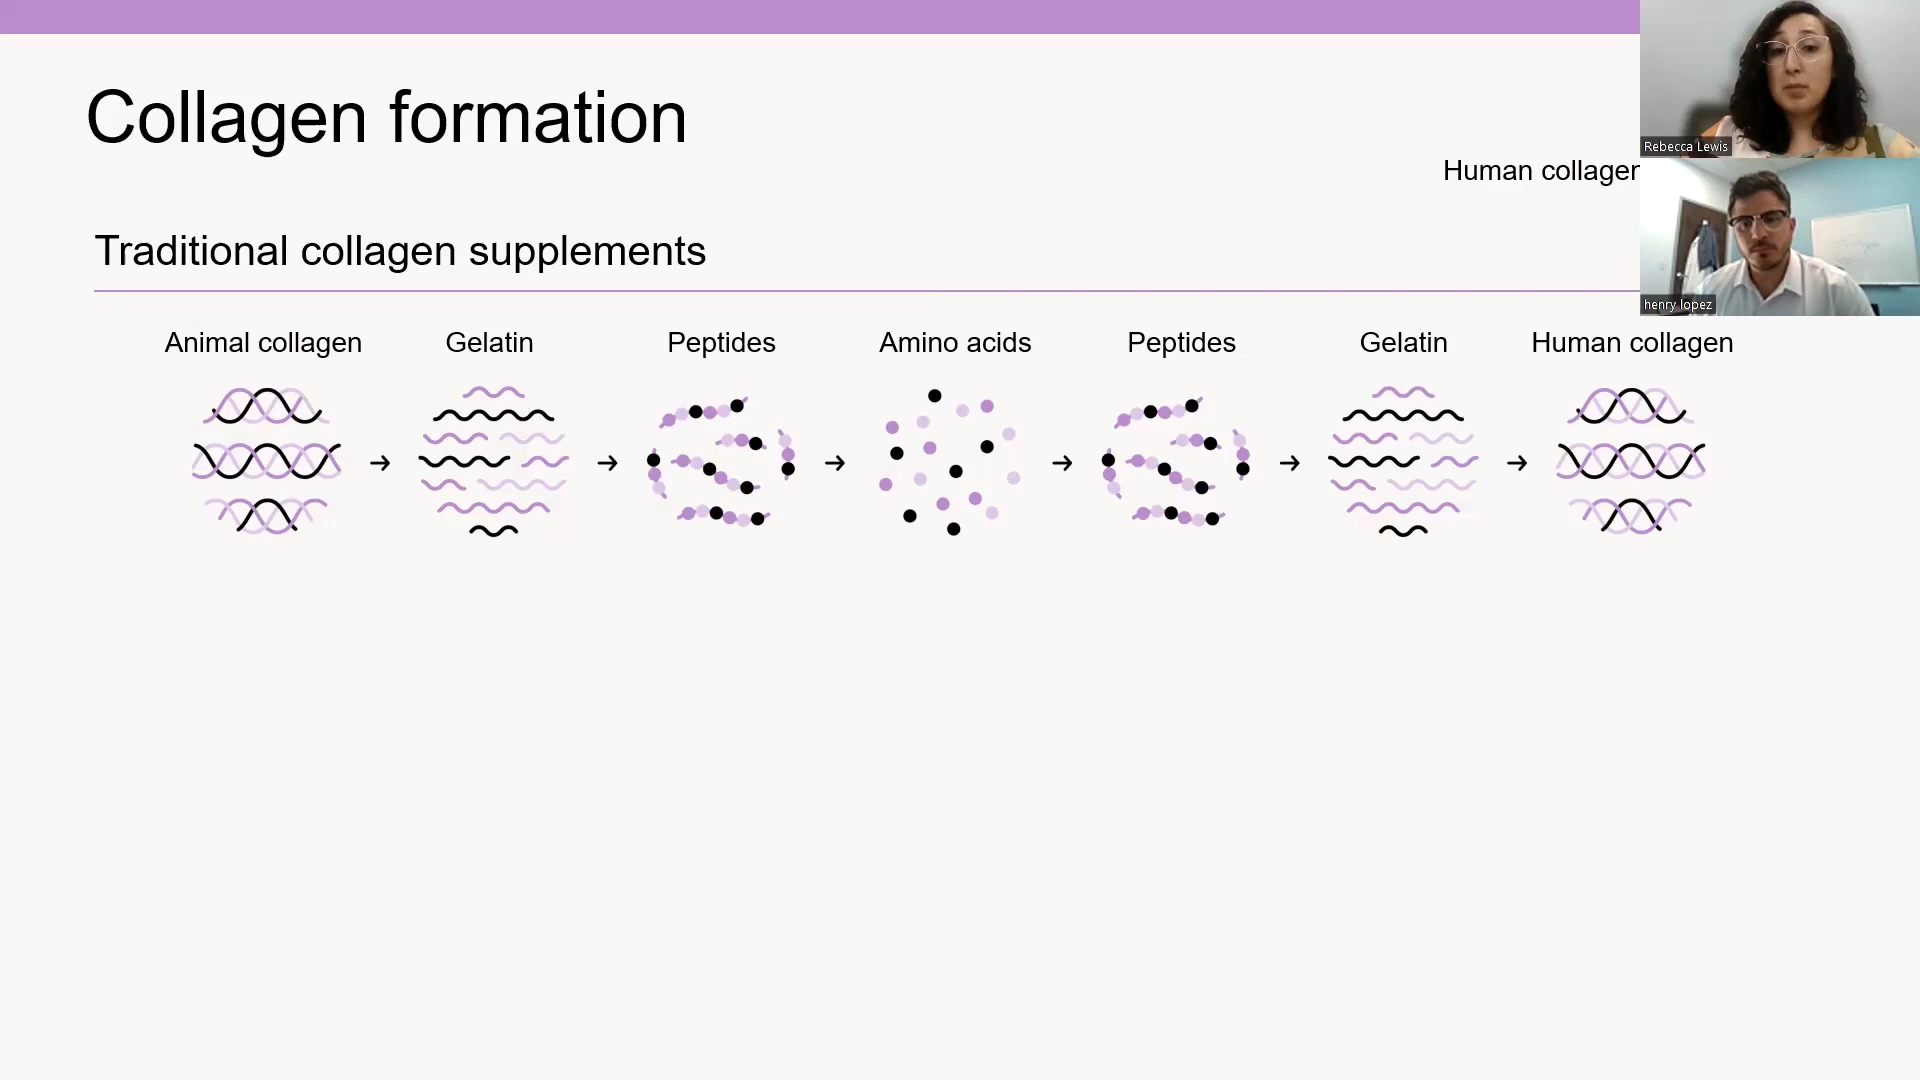 Collagen formation
Rebecca Lewis
Human collagen
Traditional collagen supplements
henry lopez
Animal collagen
Gelatin
Peptides
Amino acids
Peptides
Gelatin
Human collagen